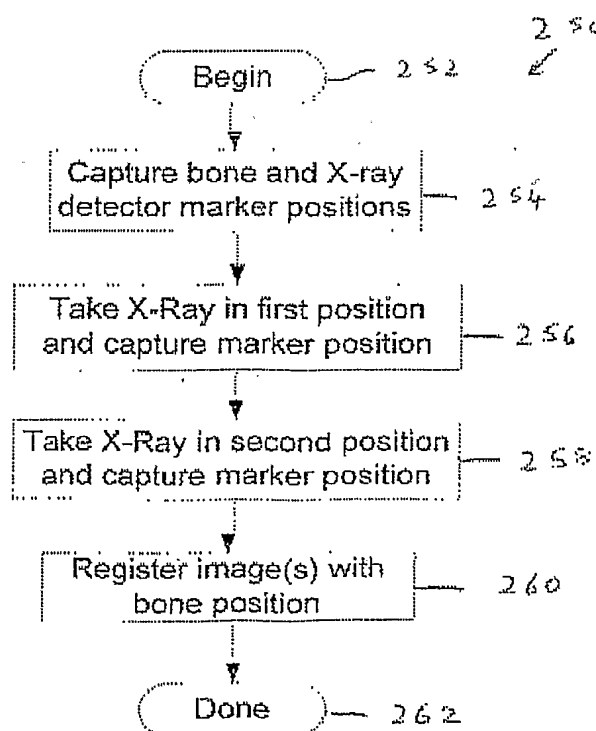 250
Begin 252
Capture bone and X-ray
detector marker positions 254
Take X-Ray in first position
and capture marker position 256
Take X-Ray in second position
and capture marker position 258
Register image(s) with
bone position 260
Done 262